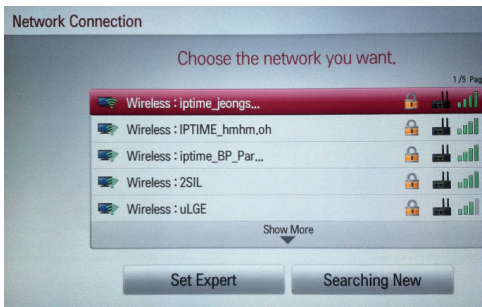 Network Connection
Choose the network you want.
1/5 Pag
Wireless : iptime_jeongs...
Wireless : IPTIME_hmhm,oh
Wireless : iptime_BP_Par...
Wireless : 2SIL
Wireless : uLGE
Show More
Set Expert
Searching New